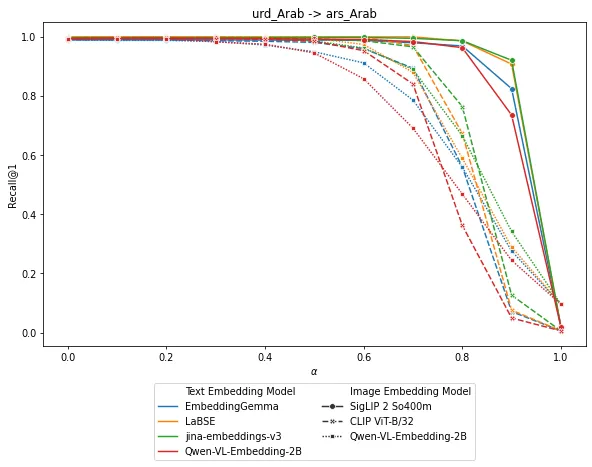 urd_Arab -> ars_Arab
Recall@1
1.0
0.8
0.6
0.4
0.2
0.0
0.0 0.2 0.4 0.6 0.8 1.0
α
Text Embedding Model
EmbeddingGemma
LaBSE
jina-embeddings-v3
Qwen-VL-Embedding-2B
Image Embedding Model
SigLIP 2 So400m
CLIP ViT-B/32
Qwen-VL-Embedding-2B